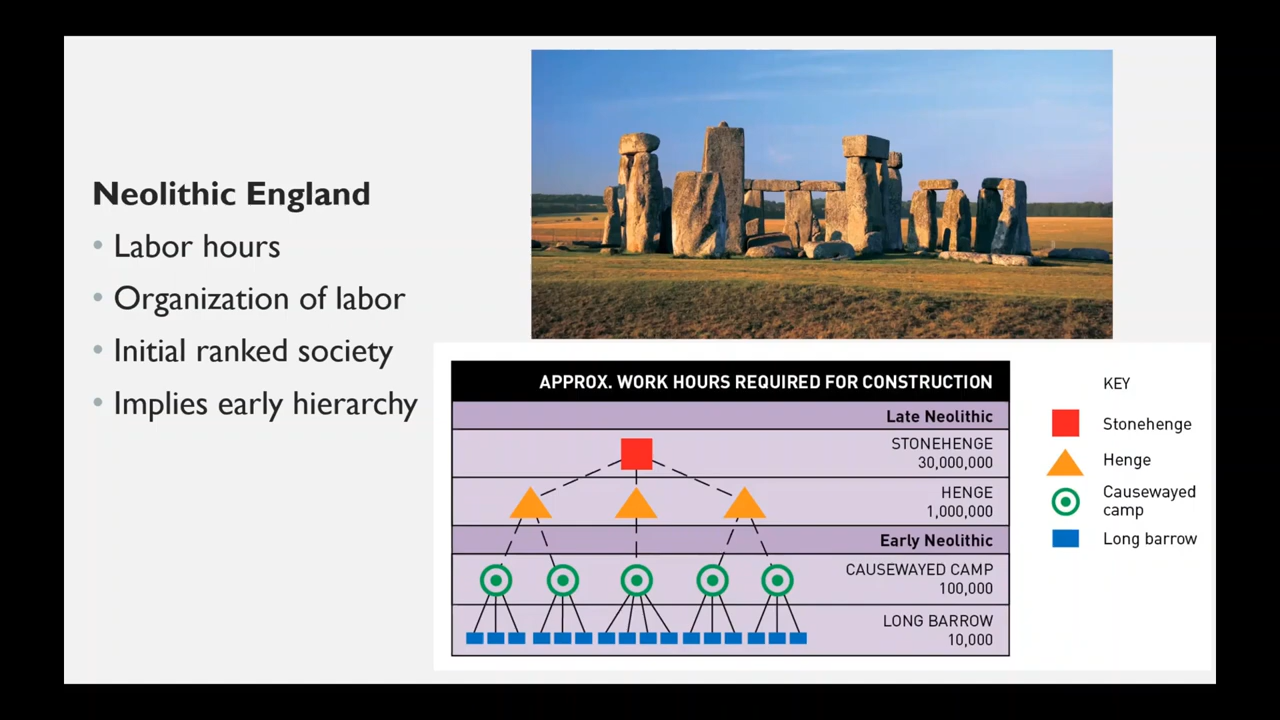 Neolithic England
• Labor hours
• Organization of labor
• Initial ranked society
• Implies early hierarchy
APPROX. WORK HOURS REQUIRED FOR CONSTRUCTION
Late Neolithic
STONEHENGE
30,000,000
HENGE
1,000,000
Early Neolithic
CAUSEWAYED CAMP
100,000
LONG BARROW
10,000
KEY
Stonehenge
Henge
Causewayed
camp
Long barrow